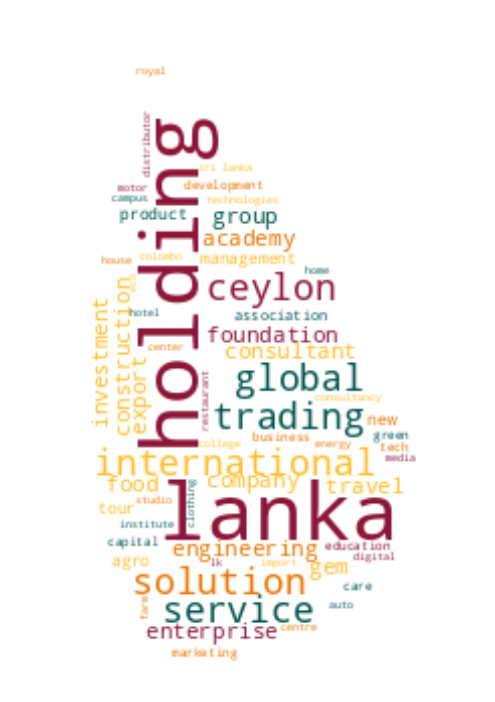 royal
distributor
holding
sri lanka
motor
development
campus
technologies
product
group
academy
house
colombo
management
home
eco
ceylon
investment
construction
hotel
association
foundation
center
consultant
export
restaurant
global
consultancy
trading
new
green
business
college
energy
tech
media
international
food
company
travel
clothing
lanka
studio
tour
institute
capital
engineering
education
digital
agro
lk
import
gem
solution
care
farm
service
auto
enterprise
centre
marketing